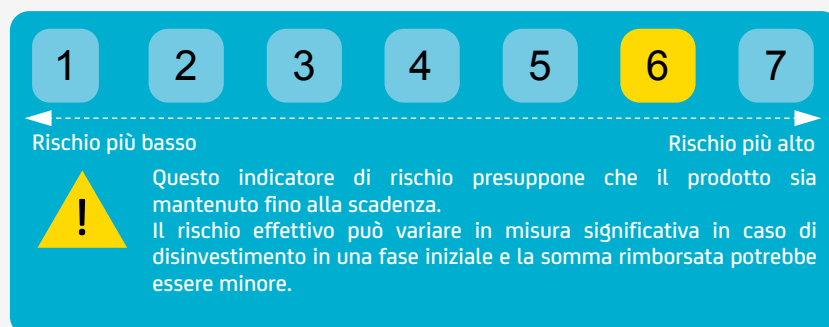 1 2 3 4 5 6 7
Rischio più basso Rischio più alto
!
Questo indicatore di rischio presuppone che il prodotto sia
mantenuto fino alla scadenza.
Il rischio effettivo può variare in misura significativa in caso di
disinvestimento in una fase iniziale e la somma rimborsata potrebbe
essere minore.